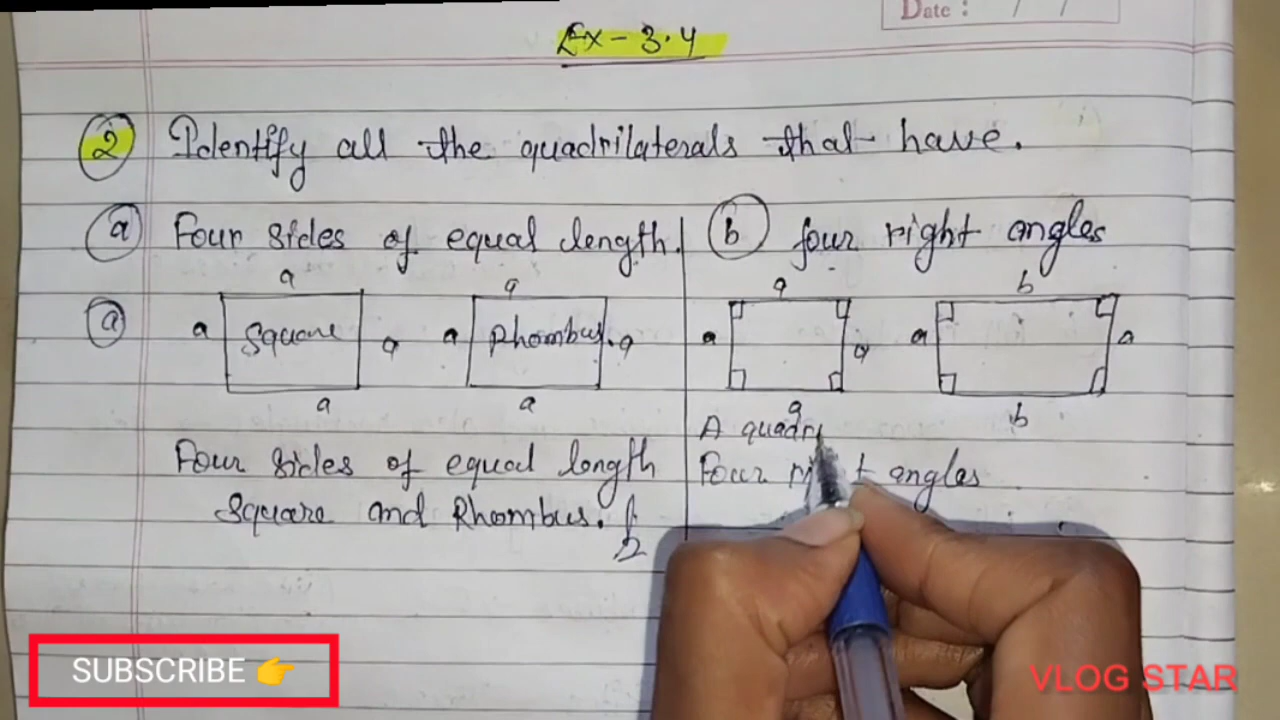 Date : / /
Ex - 3.4
2 Identify all the quadrilaterals that have.
a Four sides of equal length.
b four right angles
a
a Square a
a
a
a Rhombus. a
a
a
a a
a
b
a a
b
Four sides of equal length
Square and Rhombus.
A quadri
Four angles
SUBSCRIBE 👉
VLOG STAR